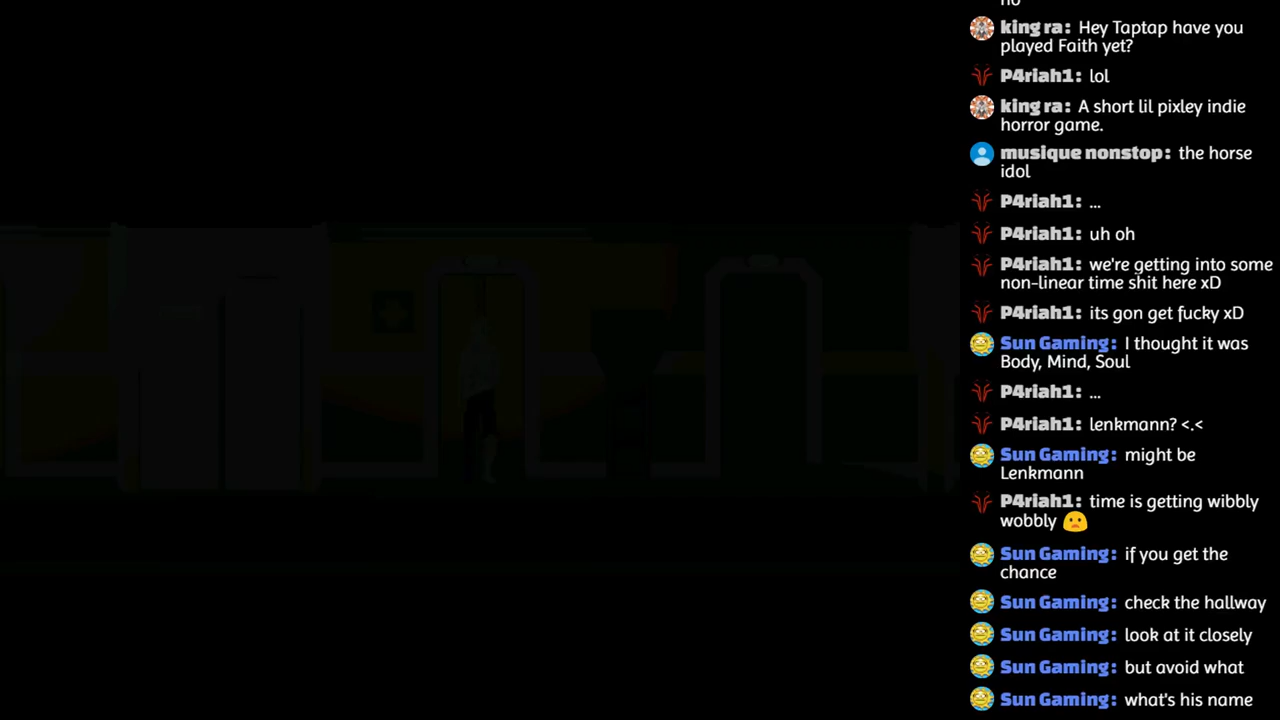 no
king ra: Hey Taptap have you
played Faith yet?
P4riah1: lol
king ra: A short lil pixley indie
horror game.
musique nonstop: the horse
idol
P4riah1: ...
P4riah1: uh oh
P4riah1: we're getting into some
non-linear time shit here xD
P4riah1: its gon get fucky xD
Sun Gaming: I thought it was
Body, Mind, Soul
P4riah1: ...
P4riah1: lenkmann? <.<
Sun Gaming: might be
Lenkmann
P4riah1: time is getting wibbly
wobbly
Sun Gaming: if you get the
chance
Sun Gaming: check the hallway
Sun Gaming: look at it closely
Sun Gaming: but avoid what
Sun Gaming: what's his name